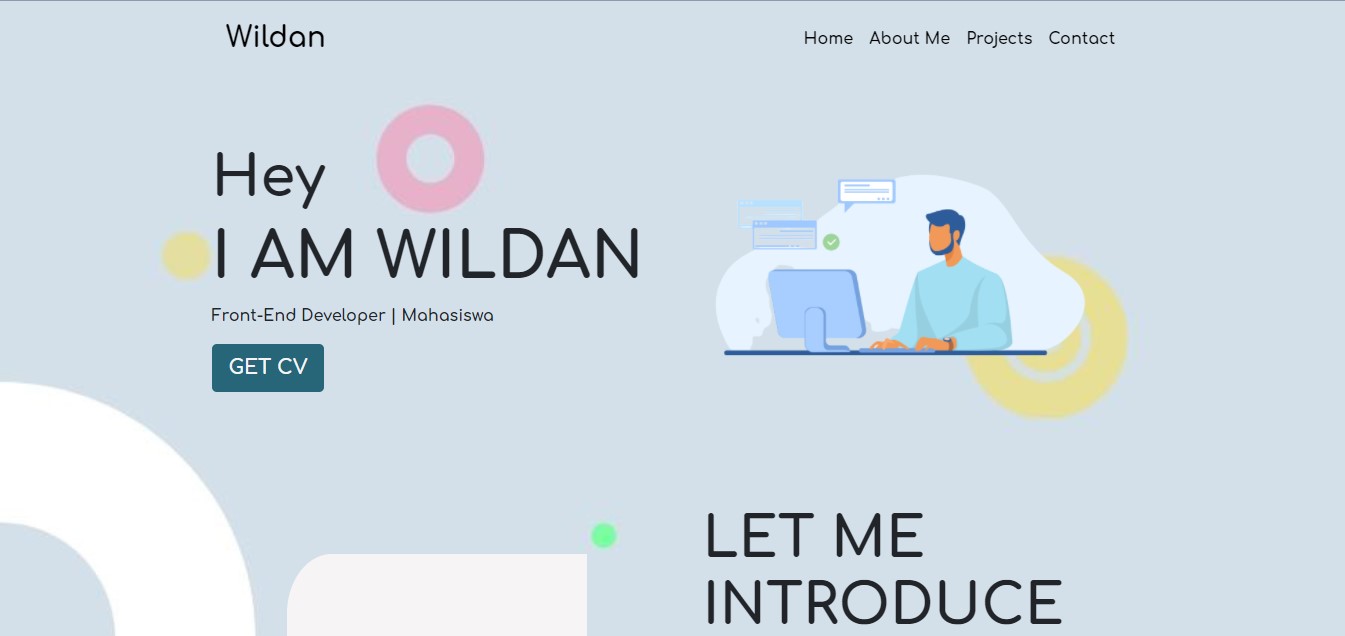 Wildan
Home About Me Projects Contact
Hey
I AM WILDAN
Front-End Developer | Mahasiswa
GET CV
LET ME
INTRODUCE